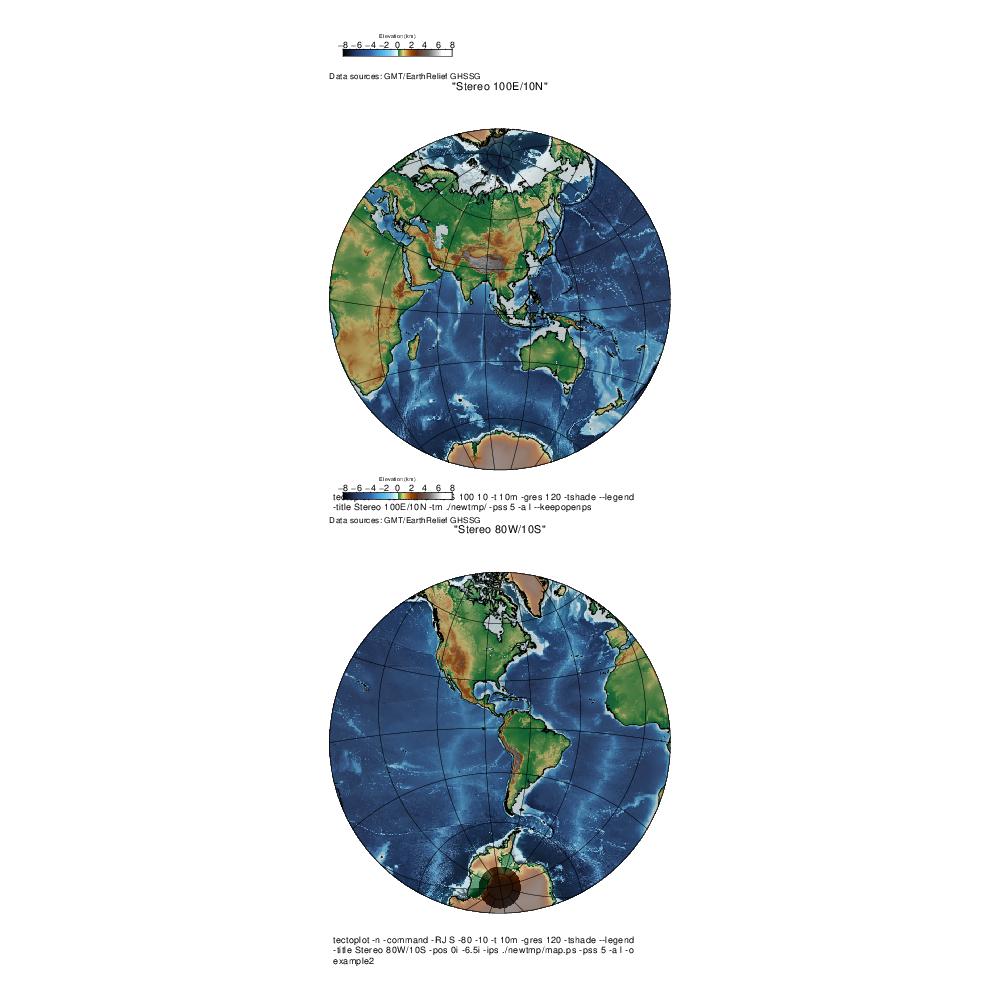 Elevation (km)
−8 −6 −4 −2 0 2 4 6 8
Data sources: GMT/EarthRelief GHSSG
"Stereo 100E/10N"
Elevation (km)
−8 −6 −4 −2 0 2 4 6 8
100 10 -t 10m -gres 120 -tshade --legend
-title Stereo 100E/10N -tm ./newtmp/ -pss 5 -a l --keepopenps
Data sources: GMT/EarthRelief GHSSG
"Stereo 80W/10S"
tectoplot -n -command -RJ S -80 -10 -t 10m -gres 120 -tshade --legend
-title Stereo 80W/10S -pos 0i -6.5i -ips ./newtmp/map.ps -pss 5 -a l -o
example2